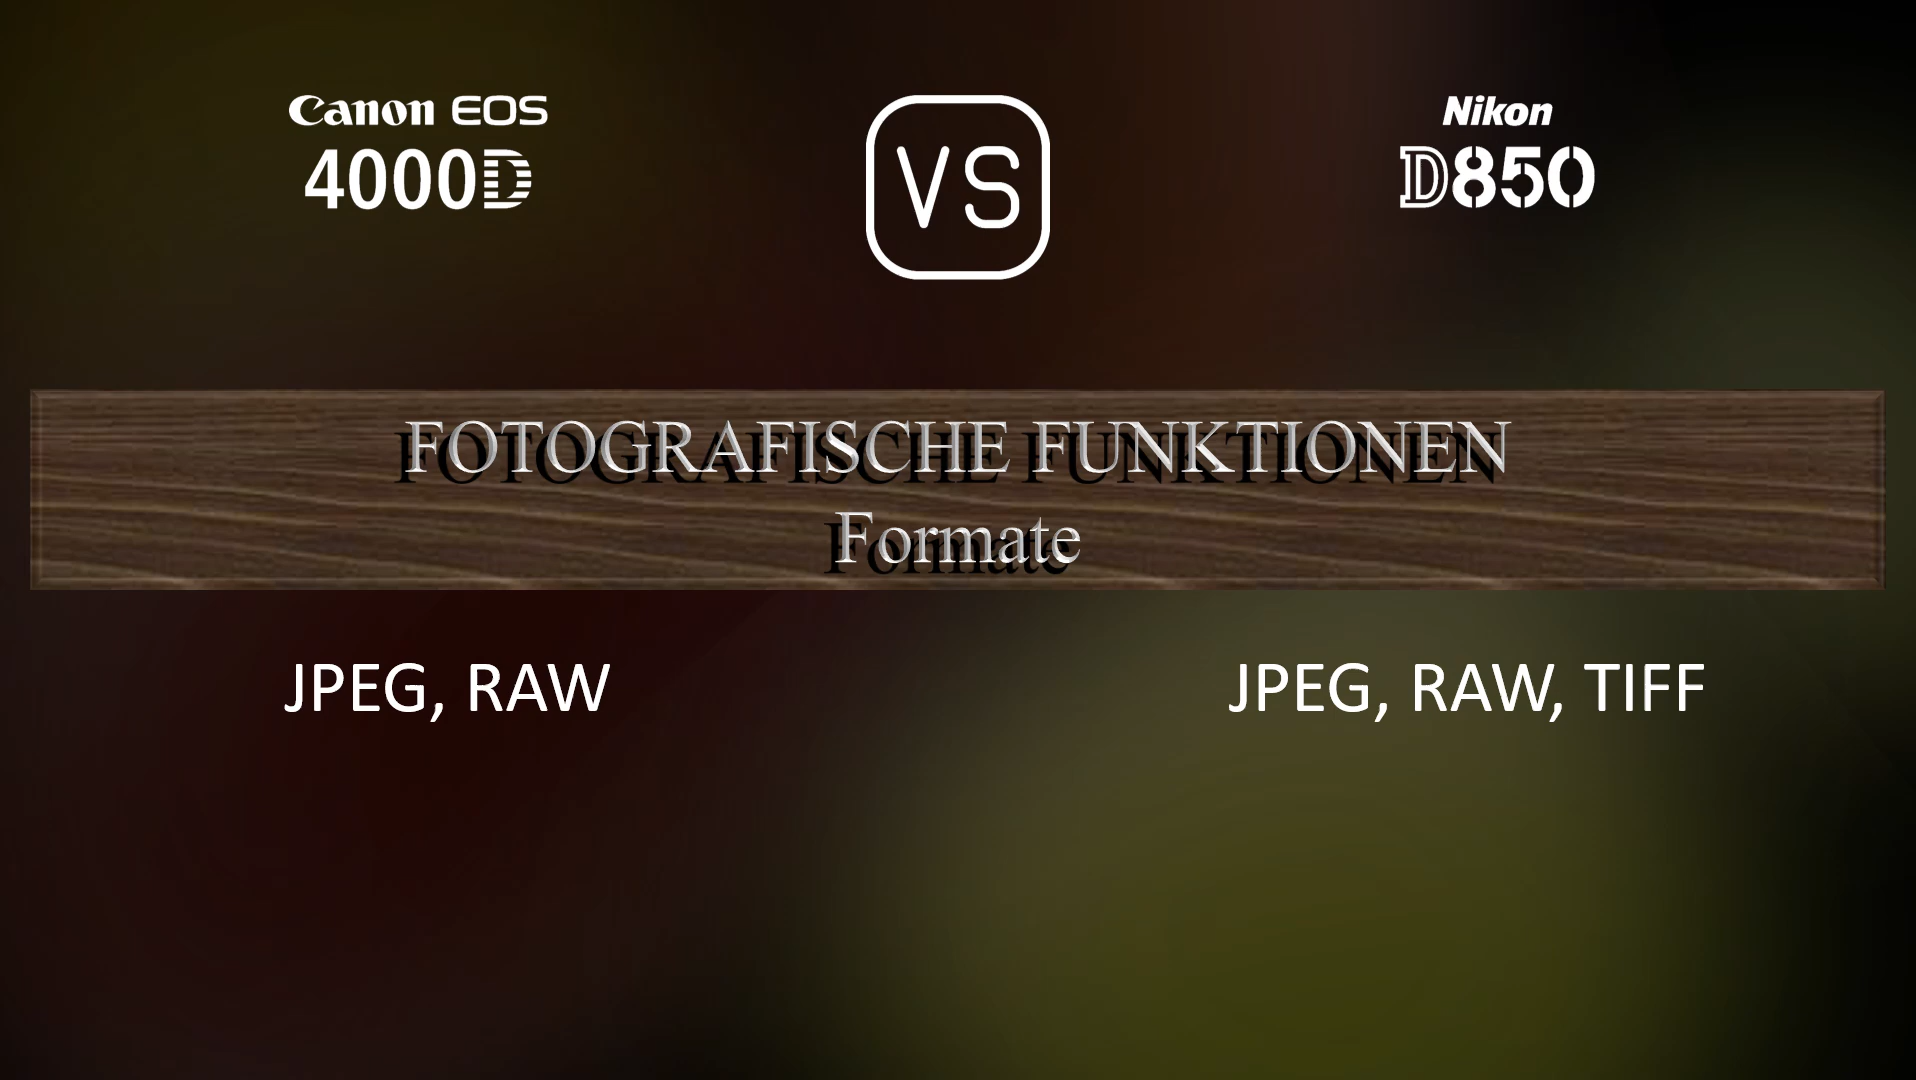 Canon EOS
4000D
VS
Nikon
D850
FOTOGRAFISCHE FUNKTIONEN
Formate
JPEG, RAW
JPEG, RAW, TIFF